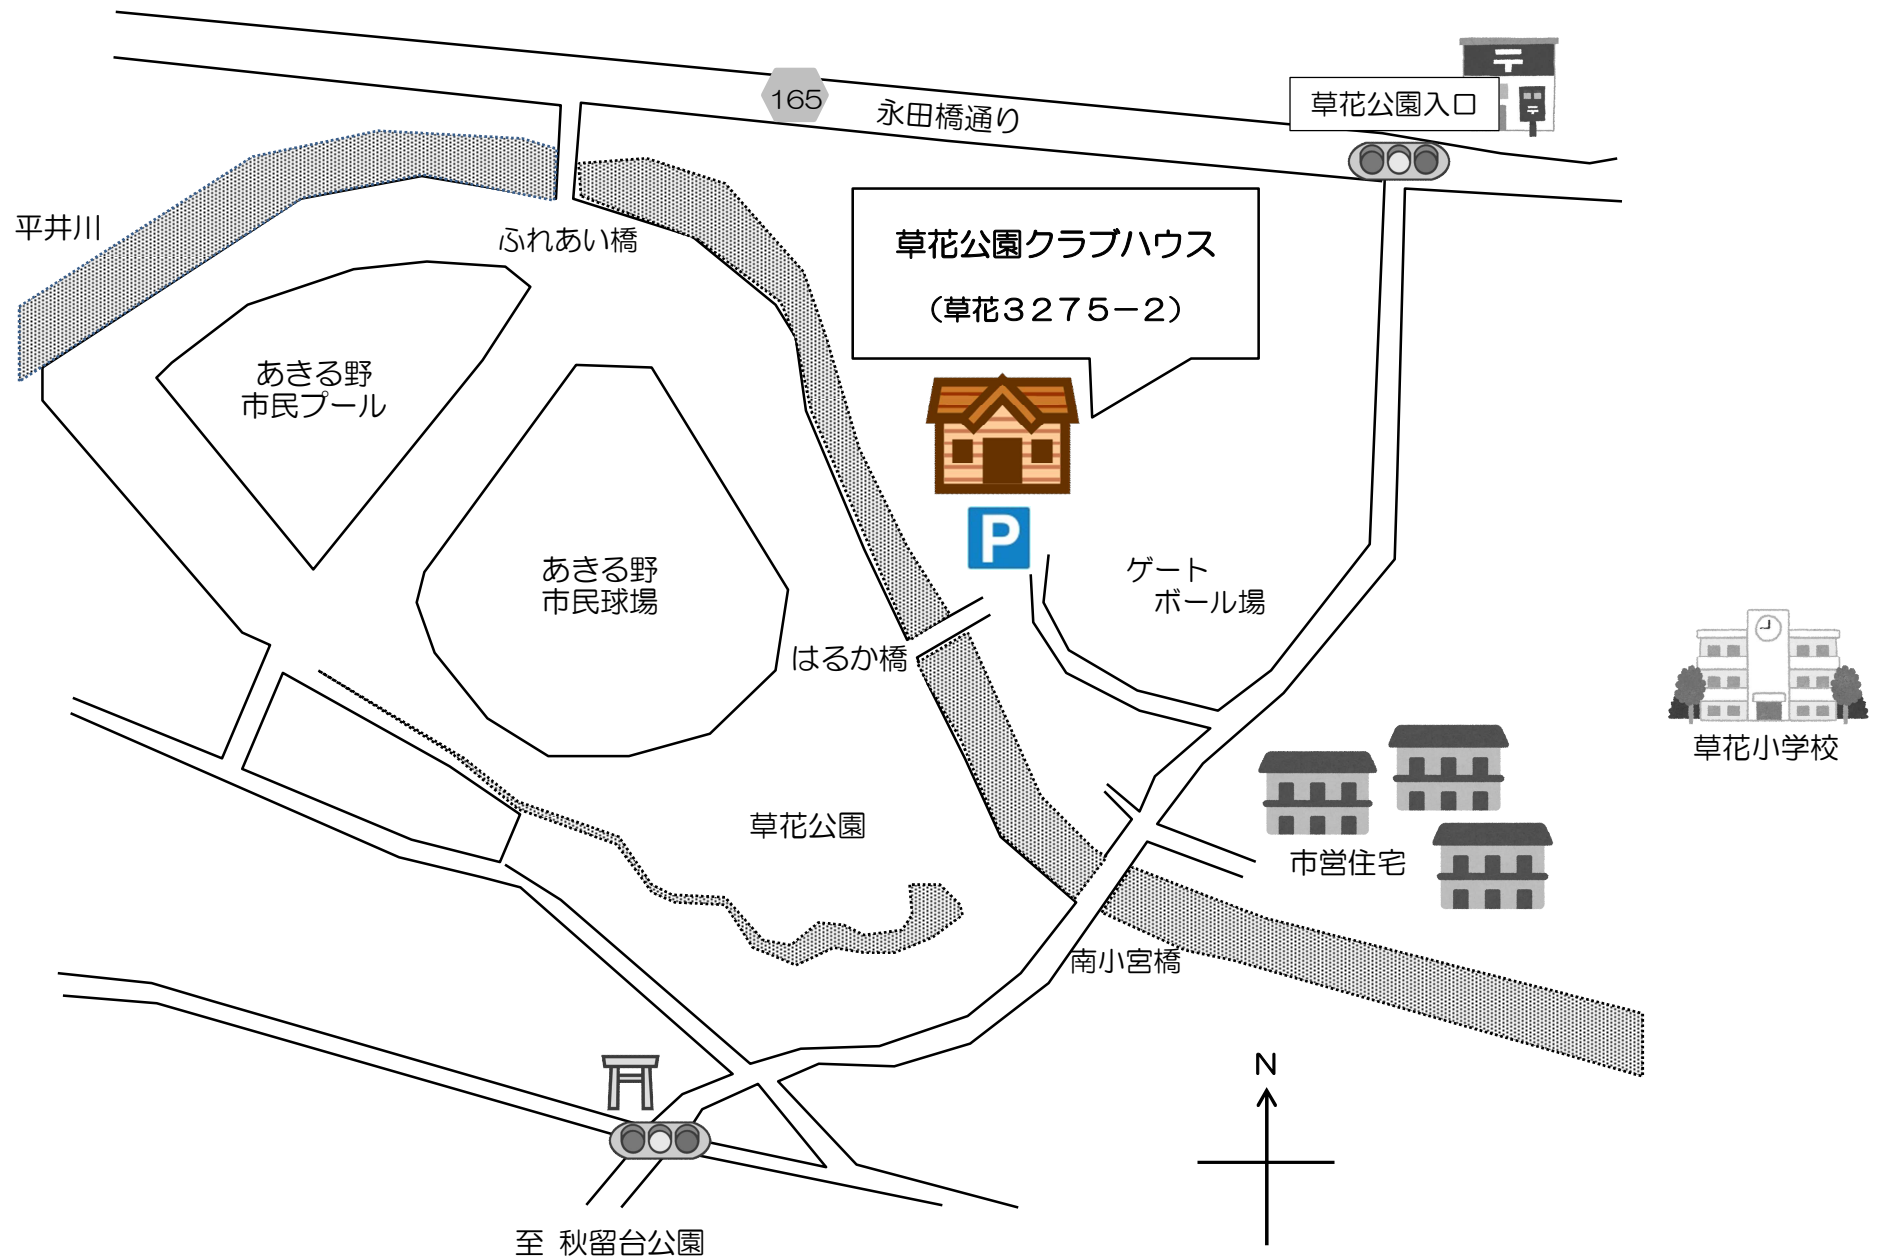 165
永田橋通り
草花公園入口
平井川
ふれあい橋
草花公園クラブハウス
（草花３２７５－２）
あきる野
市民プール
P
あきる野
市民球場
ゲート
ボール場
はるか橋
草花小学校
草花公園
市営住宅
南小宮橋
N
至 秋留台公園